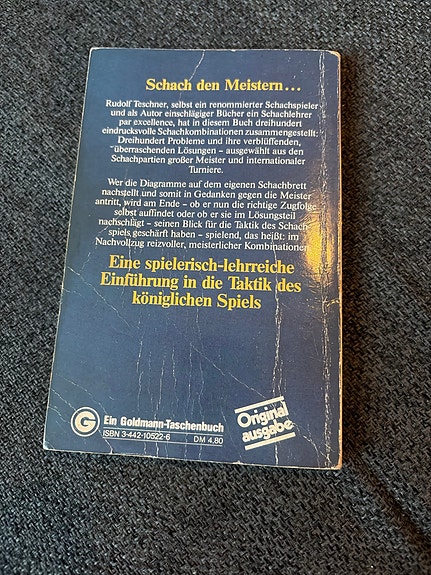 Schach den Meistern...
Rudolf Teschner, selbst ein renommierter Schachspieler
und als Autor einschlägiger Bücher ein Schachlehrer
par excellence, hat in diesem Buch dreihundert
eindrucksvolle Schachkombinationen zusammengestellt:
Dreihundert Probleme und ihre verblüffenden,
überraschenden Lösungen – ausgewählt aus den
Schachpartien großer Meister und internationaler
Turniere.
Wer die Diagramme auf dem eigenen Schachbrett
nachstellt und somit in Gedanken gegen die Meister
antritt, wird am Ende – ob er nun die richtige Zugfolge
selbst auffindet oder ob er sie im Lösungsteil
nachschlägt – seinen Blick für die Taktik des Schach-
spiels geschärft haben – spielend, das heißt: im
Nachvollzug reizvoller, meisterlicher Kombinationen.
Eine spielerisch-lehrreiche
Einführung in die Taktik des
königlichen Spiels
G Ein Goldmann-Taschenbuch
ISBN 3-442-10522-6 DM 4.80
Original
ausgabe